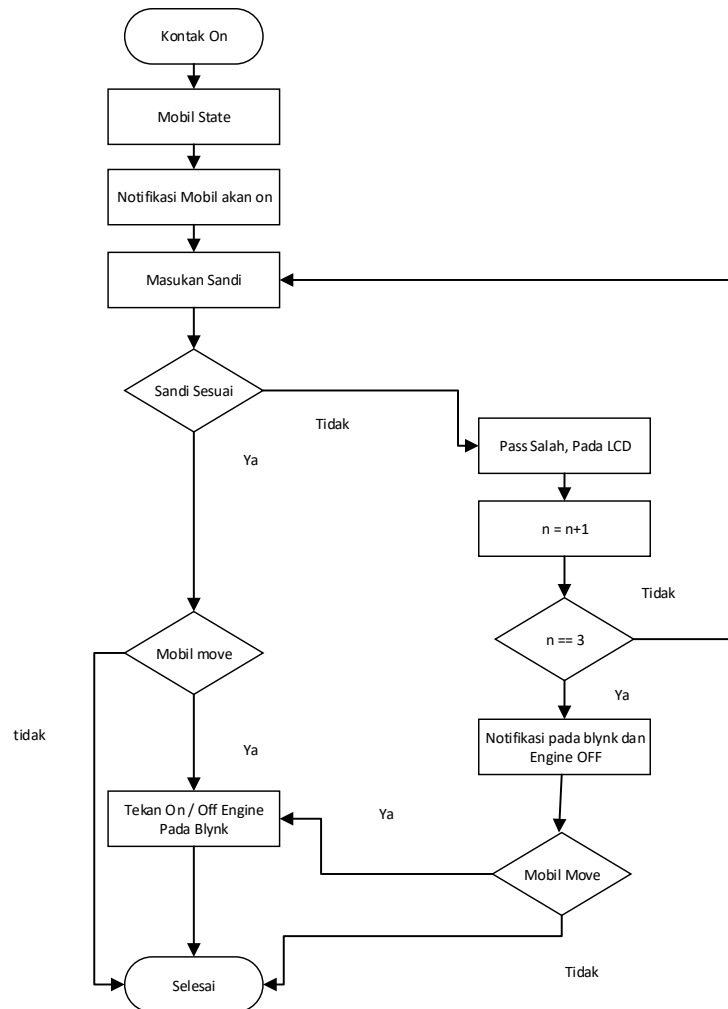 Kontak On
Mobil State
Notifikasi Mobil akan on
Masukan Sandi
Sandi Sesuai
Tidak
Ya
Pass Salah, Pada LCD
n = n+1
Tidak
n == 3
Ya
Mobil move
tidak
Ya
Notifikasi pada blynk dan
Engine OFF
Tekan On / Off Engine
Pada Blynk
Ya
Mobil Move
Tidak
Selesai